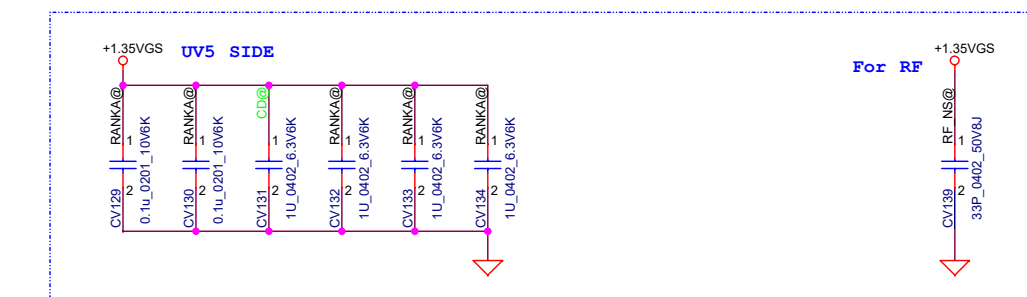 +1.35VGS
UV5 SIDE
RANKA@
1
2
CV129
0.1u_0201_10V6K
RANKA@
1
2
CV130
0.1u_0201_10V6K
CD@
1
2
CV131
1U_0402_6.3V6K
RANKA@
1
2
CV132
1U_0402_6.3V6K
RANKA@
1
2
CV133
1U_0402_6.3V6K
RANKA@
1
2
CV134
1U_0402_6.3V6K
For RF
+1.35VGS
RF_NS@
1
2
CV139
33P_0402_50V8J